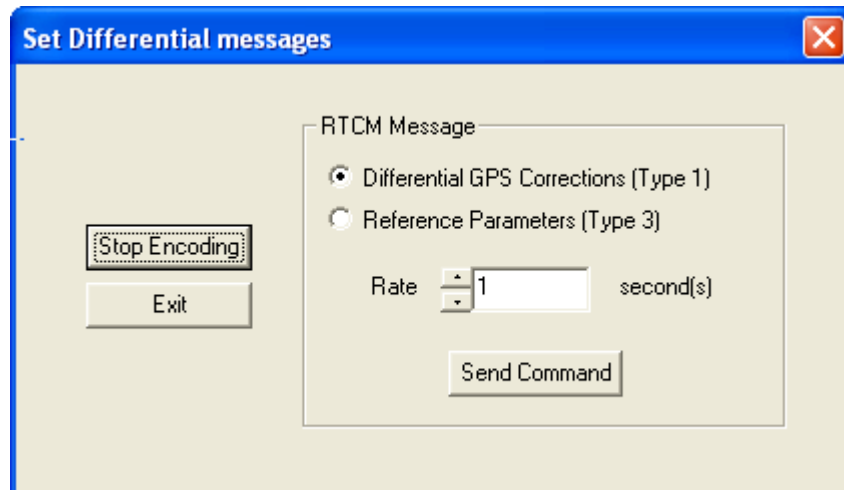 Set Differential messages
RTCM Message
Differential GPS Corrections (Type 1)
Reference Parameters (Type 3)
Stop Encoding
Rate 1 second(s)
Exit
Send Command